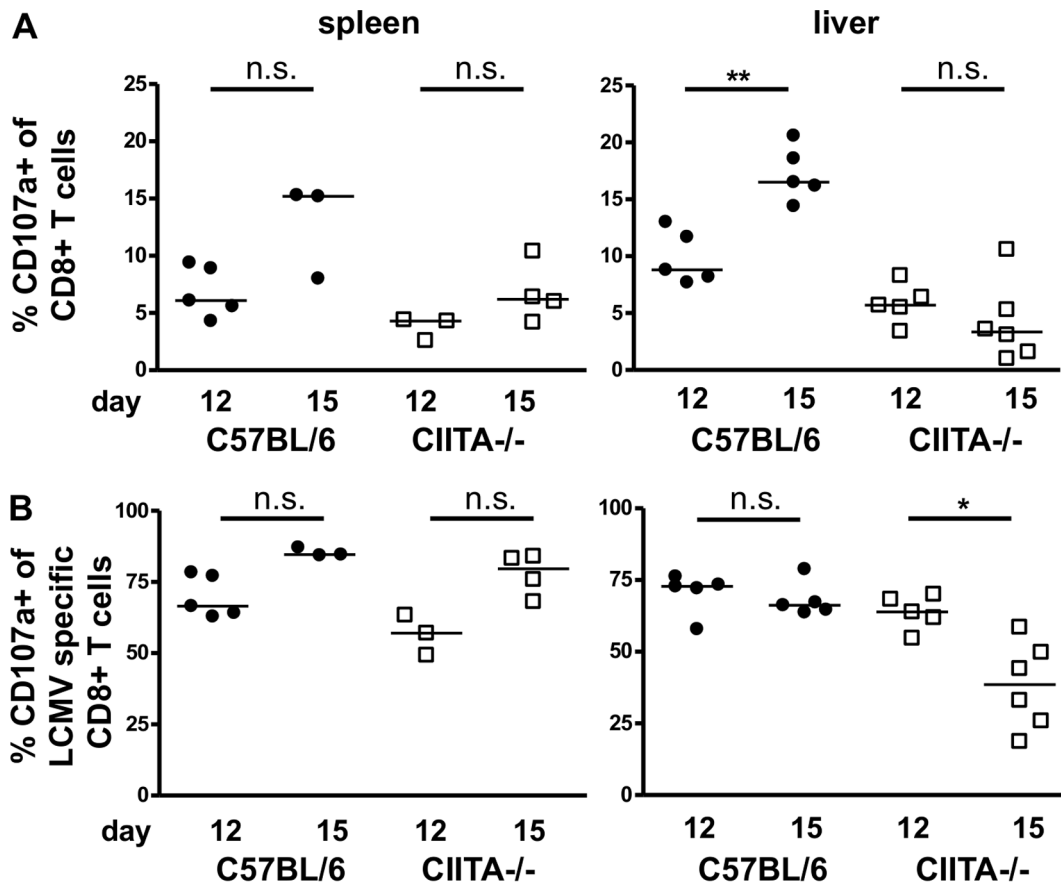 A
spleen
liver
n.s.
n.s.
**
n.s.
% CD107a+ of
CD8+ T cells
25
20
15
10
5
0
25
20
15
10
5
0
day
12
15
12
15
12
15
12
15
C57BL/6
CIITA-/-
C57BL/6
CIITA-/-
B
n.s.
n.s.
n.s.
*
% CD107a+ of
LCMV specific
CD8+ T cells
100
75
50
25
0
100
75
50
25
0
day
12
15
12
15
12
15
12
15
C57BL/6
CIITA-/-
C57BL/6
CIITA-/-